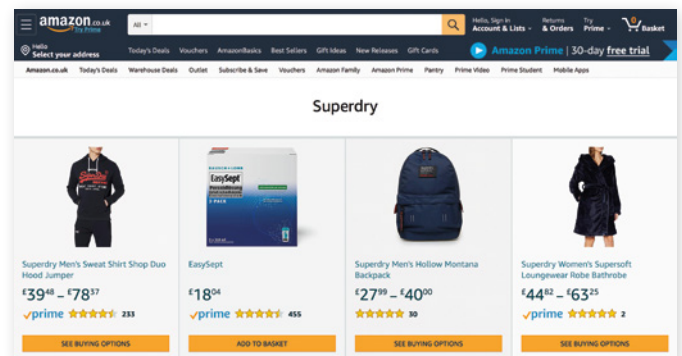 amazon.co.uk
Try Prime
All
Hello, Sign in
Account & Lists
Returns
& Orders
Try
Prime
0
Basket
Hello
Select your address
Today's Deals Vouchers AmazonBasics Best Sellers Gift Ideas New Releases Gift Cards
Amazon Prime | 30-day free trial
Amazon.co.uk Today's Deals Warehouse Deals Outlet Subscribe & Save Vouchers Amazon Family Amazon Prime Pantry Prime Video Prime Student Mobile Apps
Superdry
Superdry
BAUSCH + LOMB
EasySept
3 PACK
Superdry Men's Sweat Shirt Shop Duo
Hood Jumper
£39.48 – £78.37
prime 233
SEE BUYING OPTIONS
EasySept
£18.04
prime 455
ADD TO BASKET
Superdry Men's Hollow Montana
Backpack
£27.99 – £40.00
30
SEE BUYING OPTIONS
Superdry Women's Supersoft
Loungewear Robe Bathrobe
£44.82 – £63.25
prime 2
SEE BUYING OPTIONS